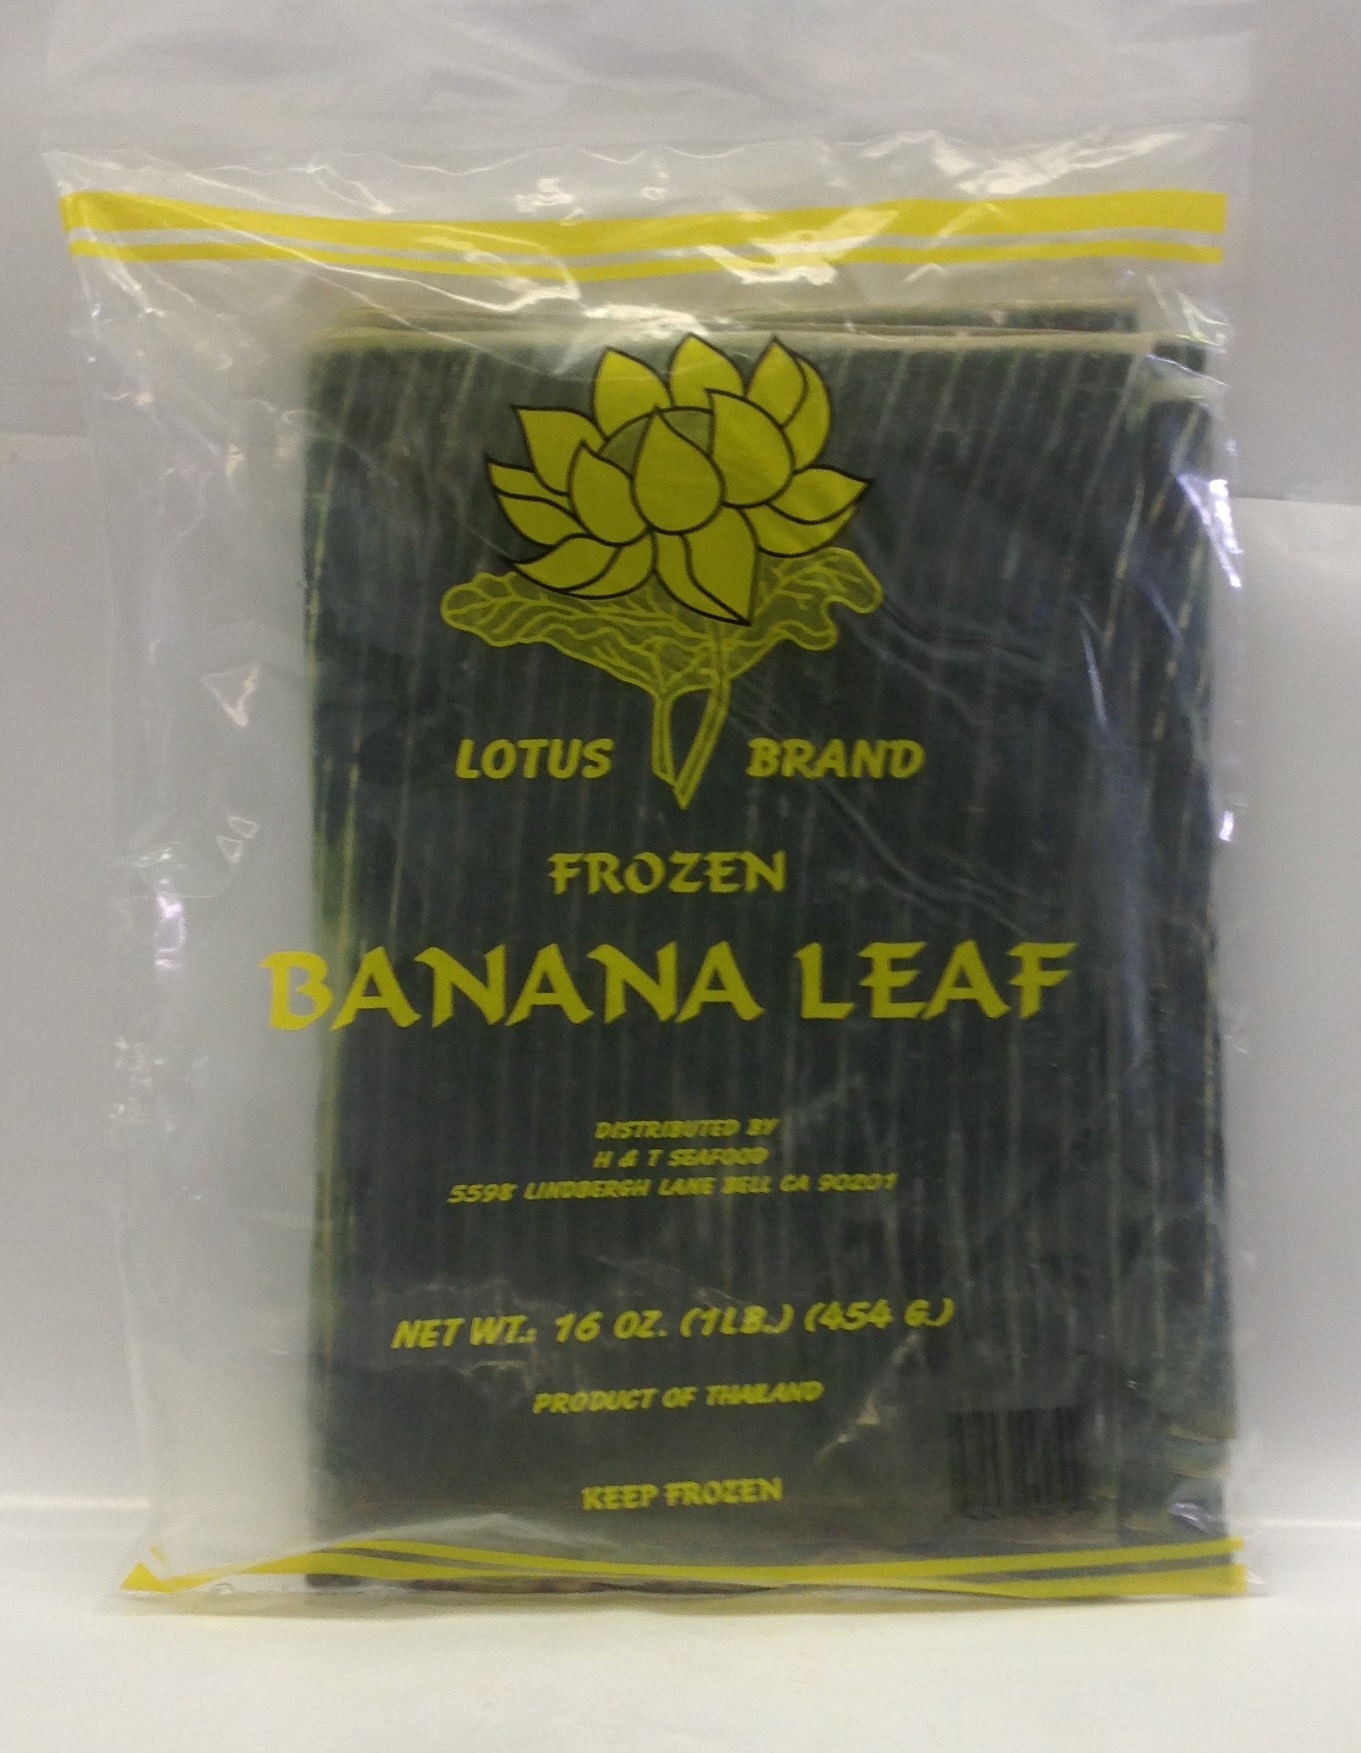 LOTUS BRAND
FROZEN
BANANA LEAF
DISTRIBUTED BY
H & T SEAFOOD
5598 LINDBERGH LANE BELL CA 90201
NET WT.: 16 OZ. (1LB.) (454 G.)
PRODUCT OF THAILAND
KEEP FROZEN